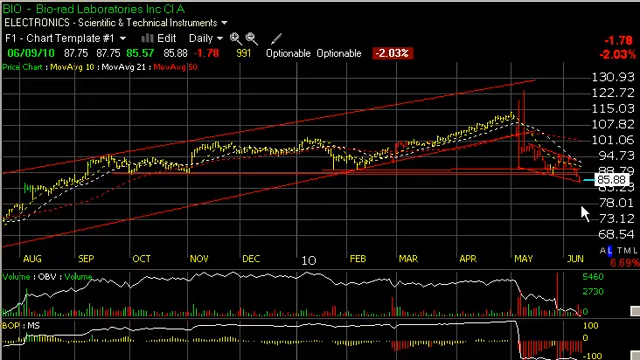 BIO - Bio-rad Laboratories Inc Cl A
ELECTRONICS - Scientific & Technical Instruments
F1 - Chart Template #1 Edit Daily
06/09/10 87.75 87.75 85.57 85.88 -1.78 991 Optionable Optionable -2.03%
-1.78
-2.03%
Price Chart : MovAvg 10 : MovAvg 21 : MovAvg 50
130.93
122.72
115.03
107.82
101.06
94.73
88.79
85.88
83.23
78.01
73.12
68.54
AUG SEP OCT NOV DEC 10 FEB MAR APR MAY JUN
A L T M L
6.69%
Volume : OBV : Volume
5460
2730
BOP : MS
100
0
-100